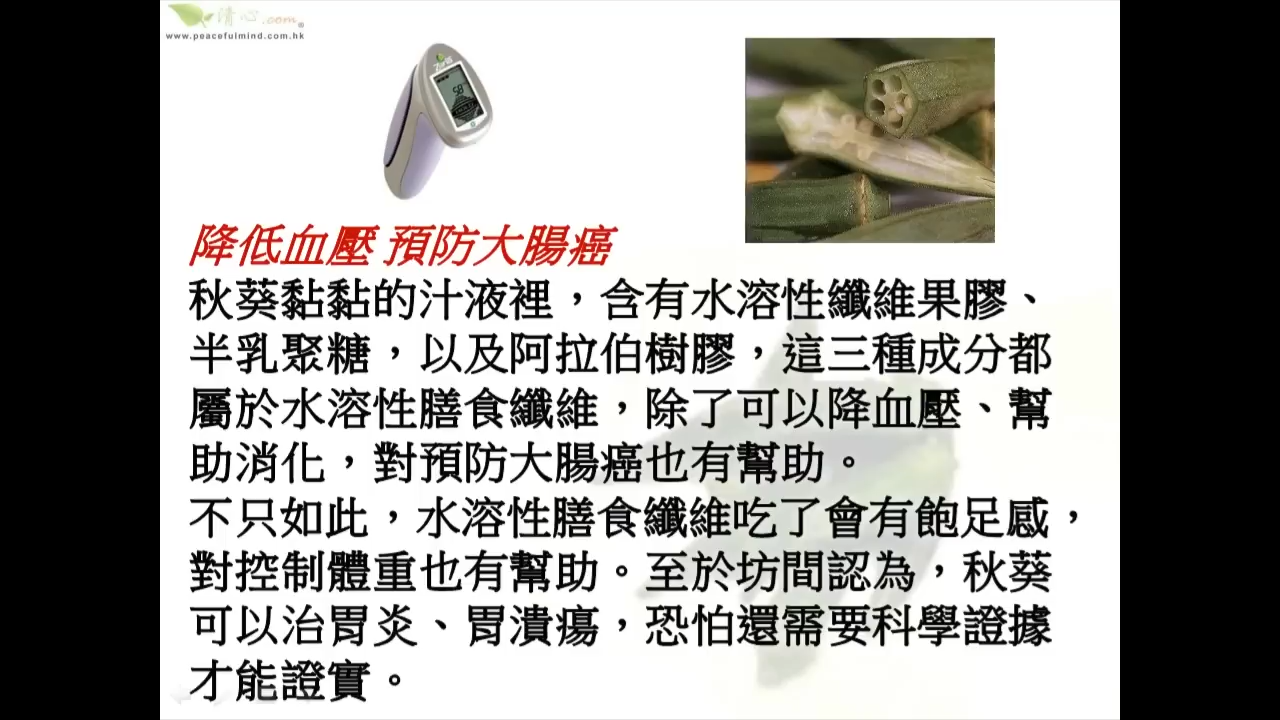 清心.com
www.peacefulmind.com.hk
降低血壓 預防大腸癌
秋葵黏黏的汁液裡，含有水溶性纖維果膠、
半乳聚糖，以及阿拉伯樹膠，這三種成分都
屬於水溶性膳食纖維，除了可以降血壓、幫
助消化，對預防大腸癌也有幫助。
不只如此，水溶性膳食纖維吃了會有飽足感，
對控制體重也有幫助。至於坊間認為，秋葵
可以治胃炎、胃潰瘍，恐怕還需要科學證據
才能證實。